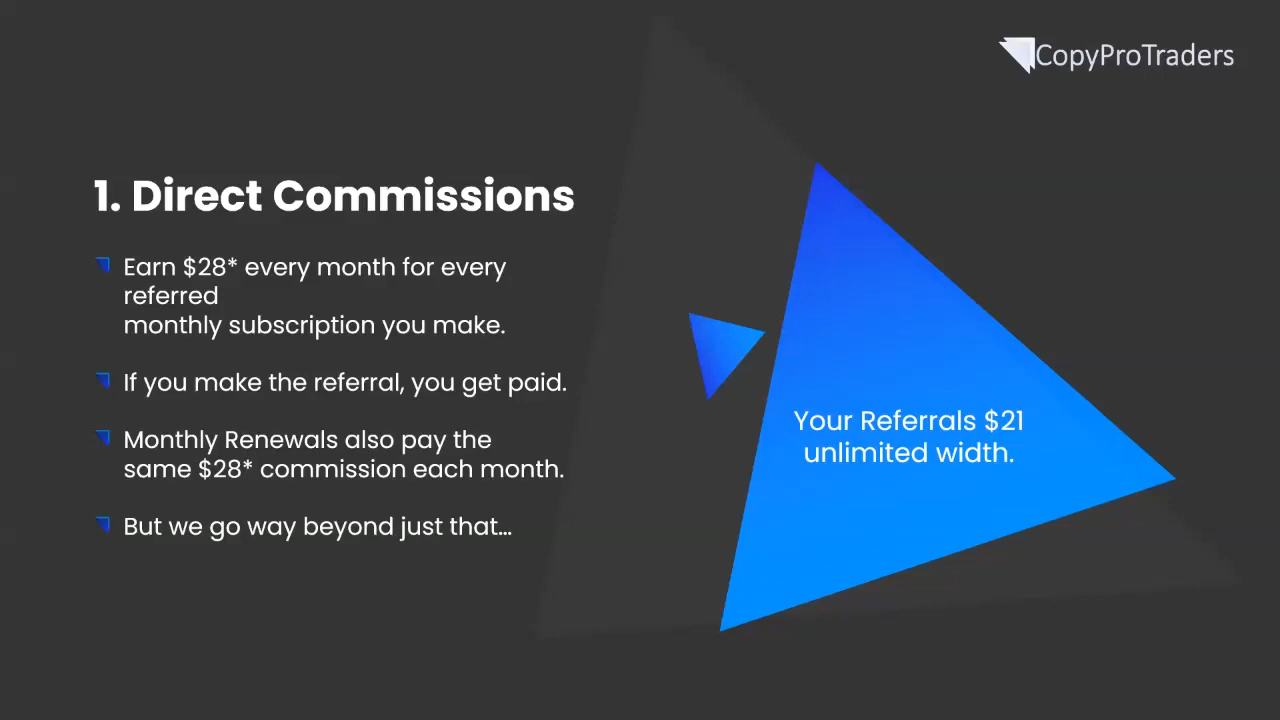 CopyProTraders
1. Direct Commissions
Earn $28* every month for every
referred
monthly subscription you make.
If you make the referral, you get paid.
Monthly Renewals also pay the
same $28* commission each month.
But we go way beyond just that...
Your Referrals $21
unlimited width.